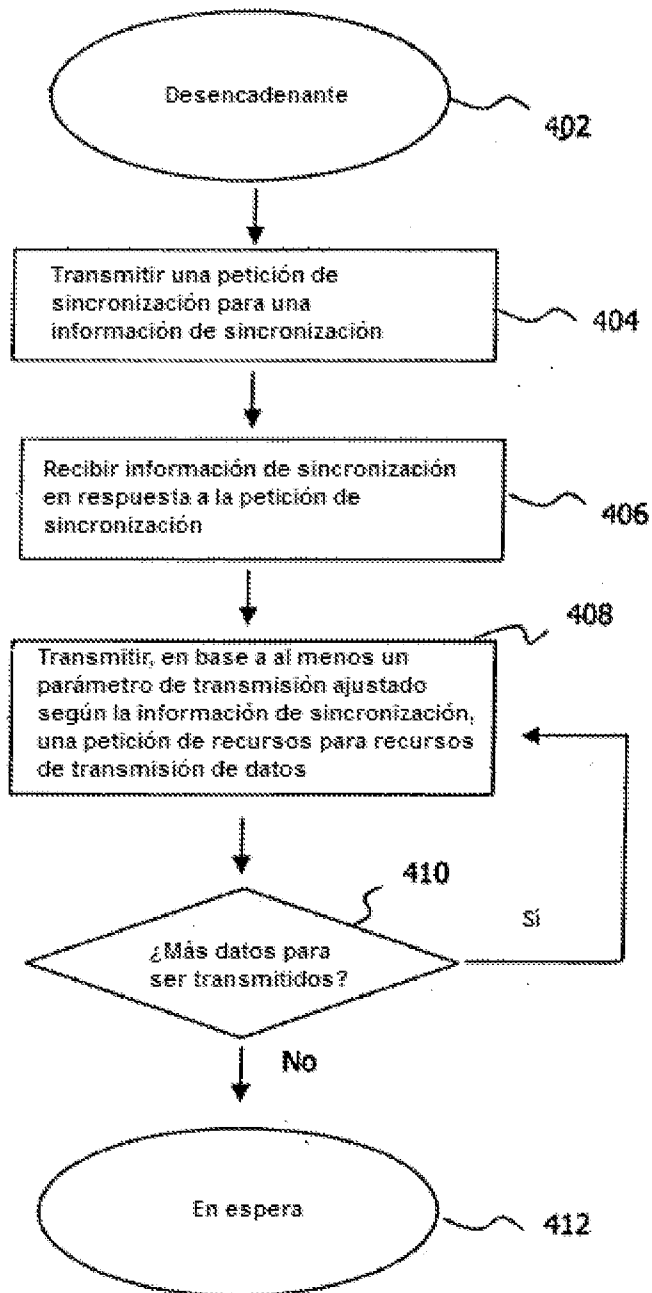 Desencadenante
402
Transmitir una petición de
sincronización para una
información de sincronización
404
Recibir información de sincronización
en respuesta a la petición de
sincronización
406
408
Transmitir, en base a al menos un
parámetro de transmisión ajustado
según la información de sincronización,
una petición de recursos para recursos
de transmisión de datos
410
Sí
¿Más datos para
ser transmitidos?
No
En espera
412